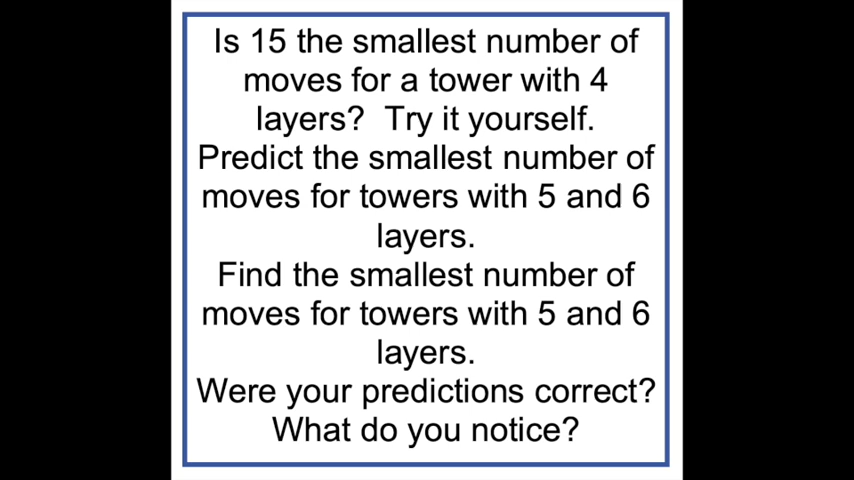 Is 15 the smallest number of
moves for a tower with 4
layers?  Try it yourself.
Predict the smallest number of
moves for towers with 5 and 6
layers.
Find the smallest number of
moves for towers with 5 and 6
layers.
Were your predictions correct?
What do you notice?